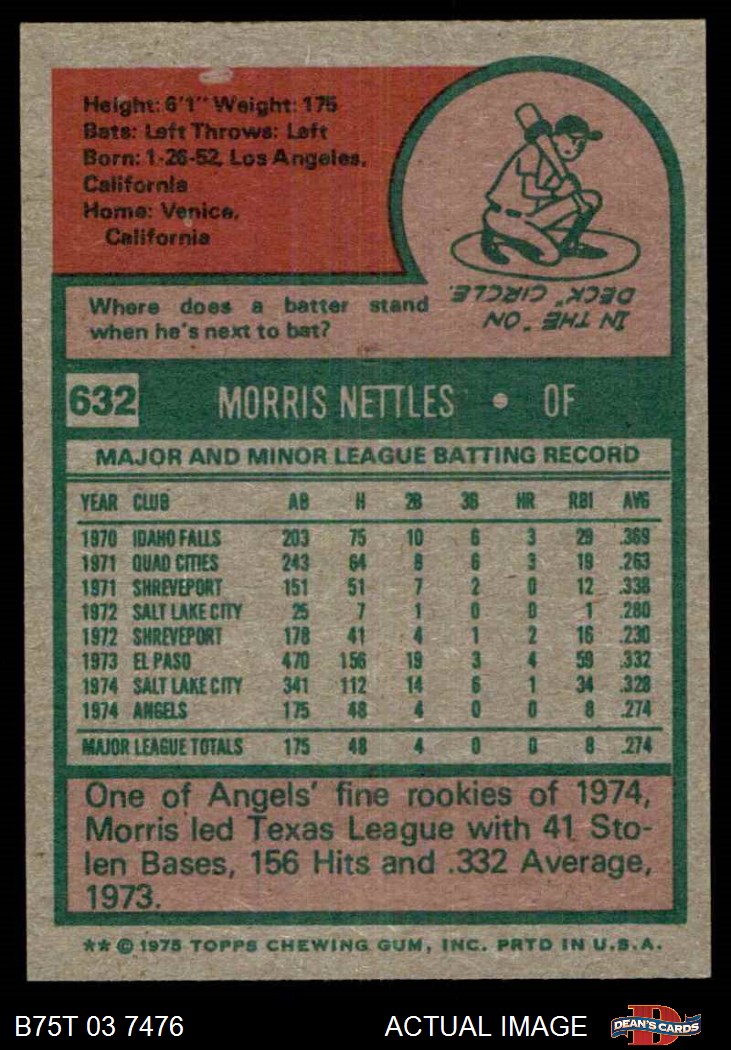 Height: 6'1" Weight: 175
Bats: Left Throws: Left
Born: 1-26-52, Los Angeles,
California
Home: Venice,
California
Where does a batter stand
when he's next to bat?
IN THE "ON
DECK" CIRCLE.
632 MORRIS NETTLES • OF
MAJOR AND MINOR LEAGUE BATTING RECORD
YEAR CLUB AB H 2B 3B HR RBI AVG
1970 IDAHO FALLS 203 75 10 6 3 29 .369
1971 QUAD CITIES 243 64 8 6 3 19 .263
1971 SHREVEPORT 151 51 7 2 0 12 .338
1972 SALT LAKE CITY 25 7 1 0 0 1 .280
1972 SHREVEPORT 178 41 4 1 2 16 .230
1973 EL PASO 470 156 19 3 4 59 .332
1974 SALT LAKE CITY 341 112 14 6 1 34 .328
1974 ANGELS 175 48 4 0 0 8 .274
MAJOR LEAGUE TOTALS 175 48 4 0 0 8 .274
One of Angels' fine rookies of 1974,
Morris led Texas League with 41 Sto-
len Bases, 156 Hits and .332 Average,
1973.
** © 1975 TOPPS CHEWING GUM, INC. PRTD IN U.S.A.
B75T 03 7476 ACTUAL IMAGE DEAN'S CARDS